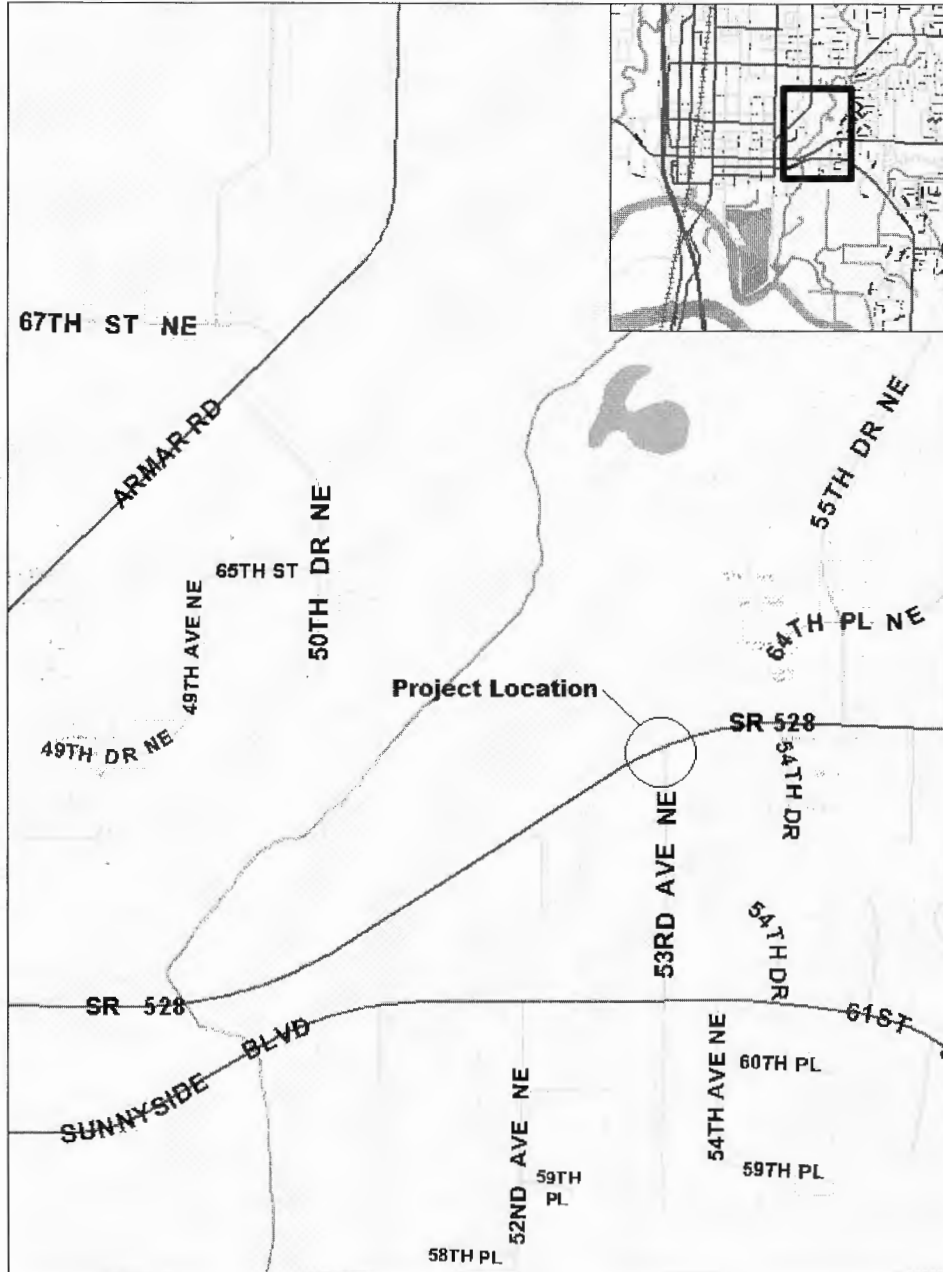 67TH ST NE
ARMAR RD
55TH DR NE
50TH DR NE
65TH ST
49TH AVE NE
64TH PL NE
Project Location
SR 528
49TH DR NE
54TH DR
53RD AVE NE
54TH DR
SR 528
61ST
SUNNYSIDE BLVD
60TH PL
54TH AVE NE
52ND AVE NE
59TH PL
59TH
PL
58TH PL